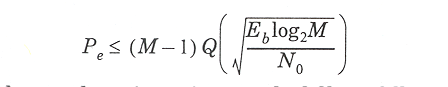 P_e ≤ (M − 1) Q(√(E_b log₂M / N₀))